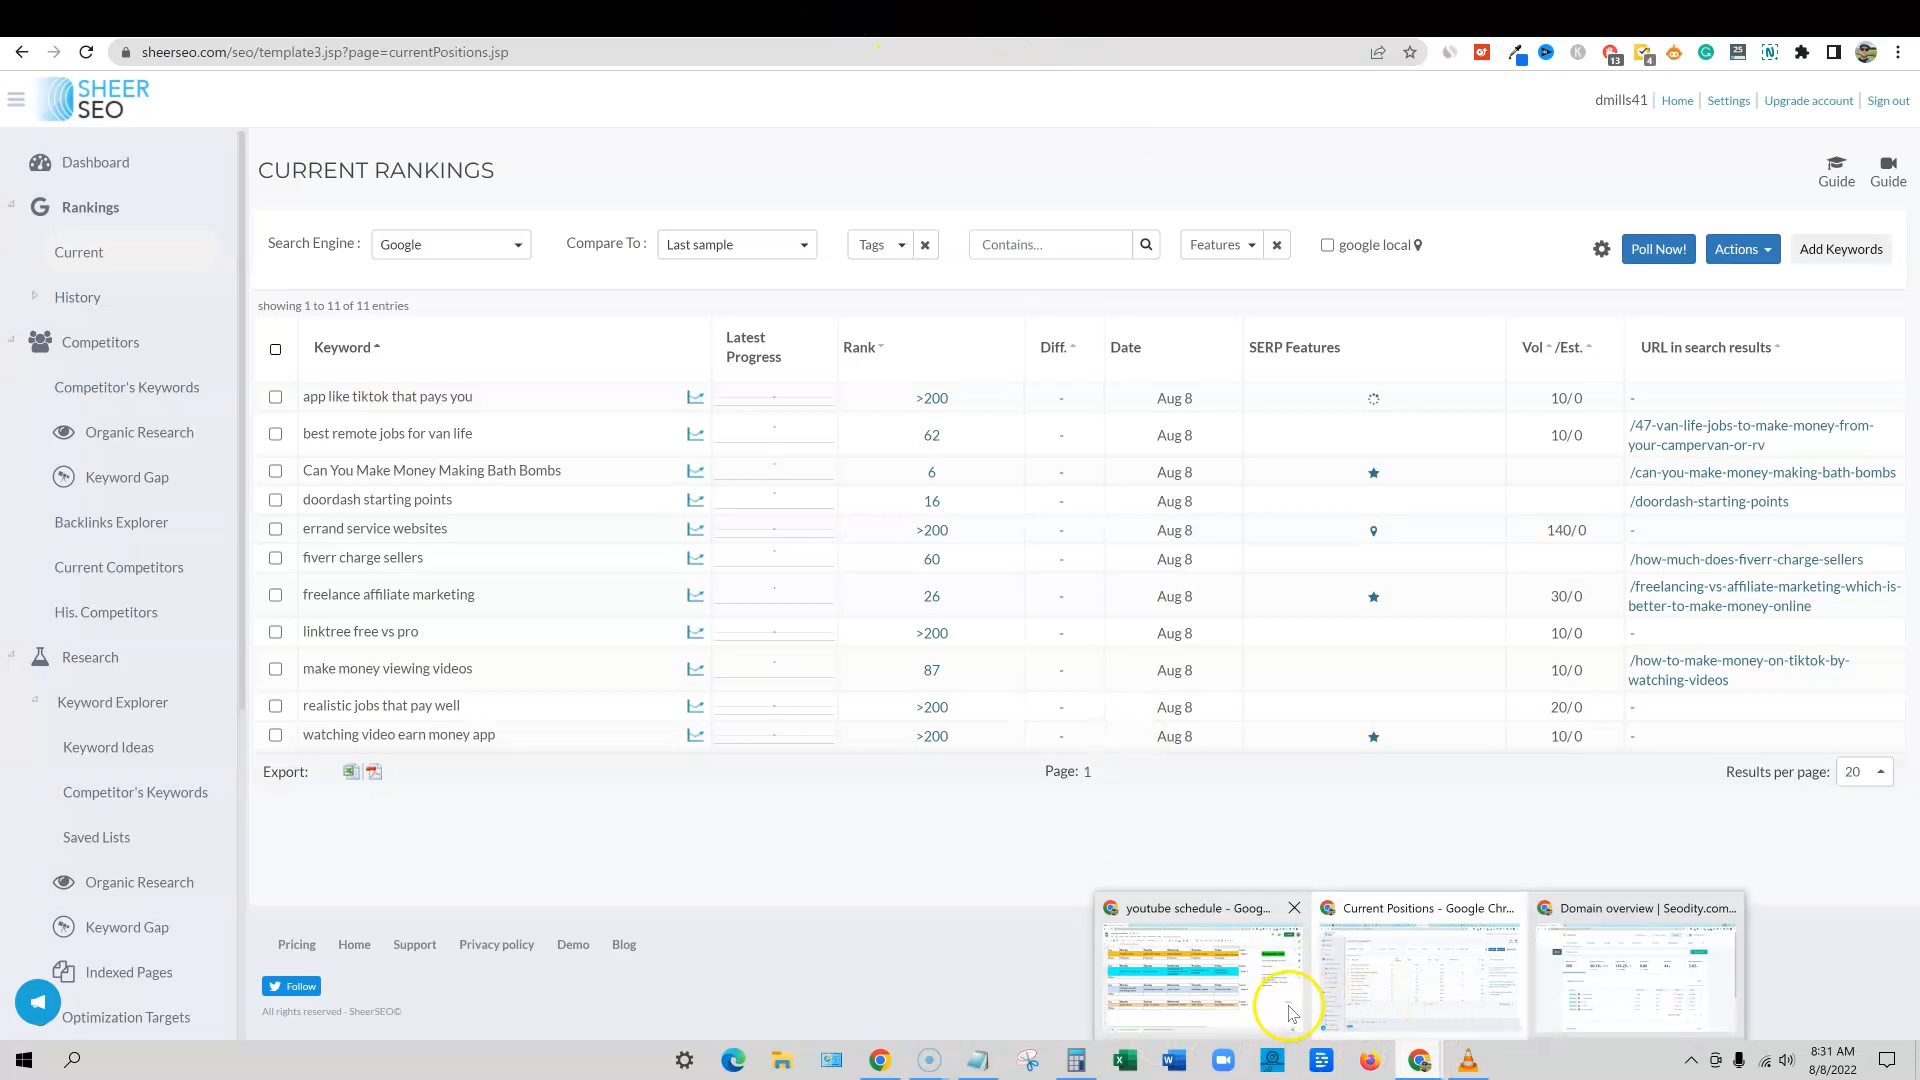 sheerseo.com/seo/template3.jsp?page=currentPositions.jsp
13
4
25
SHEER
SEO
dmills41
Home
Settings
Upgrade account
Sign out
Dashboard
Rankings
Current
History
Competitors
Competitor's Keywords
Organic Research
Keyword Gap
Backlinks Explorer
Current Competitors
His. Competitors
Research
Keyword Explorer
Keyword Ideas
Competitor's Keywords
Saved Lists
Organic Research
Keyword Gap
Indexed Pages
Optimization Targets
CURRENT RANKINGS
Guide
Guide
Search Engine :
Google
Compare To :
Last sample
Tags
Contains...
Features
google local
Poll Now!
Actions
Add Keywords
showing 1 to 11 of 11 entries
Keyword
Latest Progress
Rank
Diff.
Date
SERP Features
Vol /Est.
URL in search results
app like tiktok that pays you >200 - Aug 8 10/0 -
best remote jobs for van life 62 - Aug 8 10/0 /47-van-life-jobs-to-make-money-from-
your-campervan-or-rv
Can You Make Money Making Bath Bombs 6 - Aug 8 /can-you-make-money-making-bath-bombs
doordash starting points 16 - Aug 8 /doordash-starting-points
errand service websites >200 - Aug 8 140/0 -
fiverr charge sellers 60 - Aug 8 /how-much-does-fiverr-charge-sellers
freelance affiliate marketing 26 - Aug 8 30/0 /freelancing-vs-affiliate-marketing-which-is-
better-to-make-money-online
linktree free vs pro >200 - Aug 8 10/0 -
make money viewing videos 87 - Aug 8 10/0 /how-to-make-money-on-tiktok-by-
watching-videos
realistic jobs that pay well >200 - Aug 8 20/0 -
watching video earn money app >200 - Aug 8 10/0 -
Export:
Page: 1
Results per page: 20
Pricing
Home
Support
Privacy policy
Demo
Blog
Follow
All rights reserved - SheerSEO©
youtube schedule - Goog...
Current Positions - Google Chr...
Domain overview | Seodity.com...
8:31 AM
8/8/2022